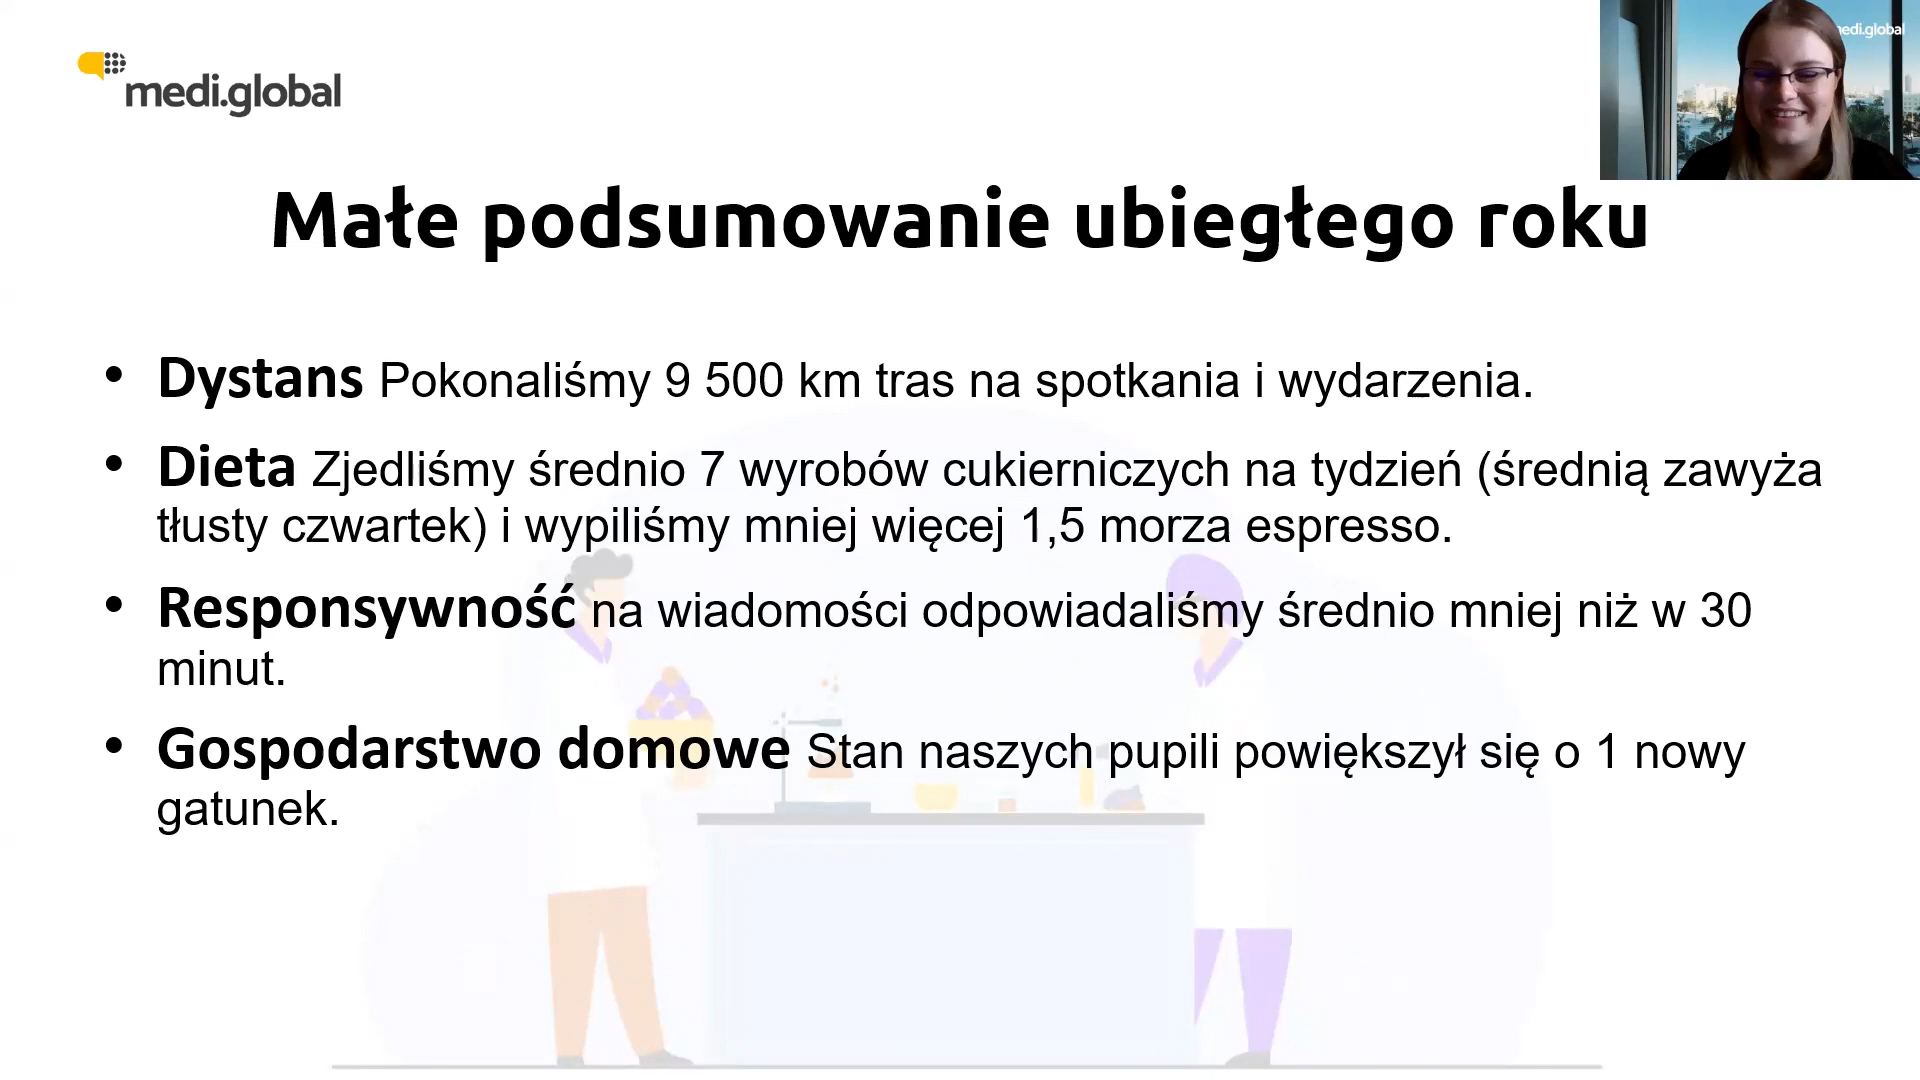 medi.global
edi.global
Małe podsumowanie ubiegłego roku
• Dystans Pokonaliśmy 9 500 km tras na spotkania i wydarzenia.
• Dieta Zjedliśmy średnio 7 wyrobów cukierniczych na tydzień (średnią zawyża
tłusty czwartek) i wypiliśmy mniej więcej 1,5 morza espresso.
• Responsywność na wiadomości odpowiadaliśmy średnio mniej niż w 30
minut.
• Gospodarstwo domowe Stan naszych pupili powiększył się o 1 nowy
gatunek.